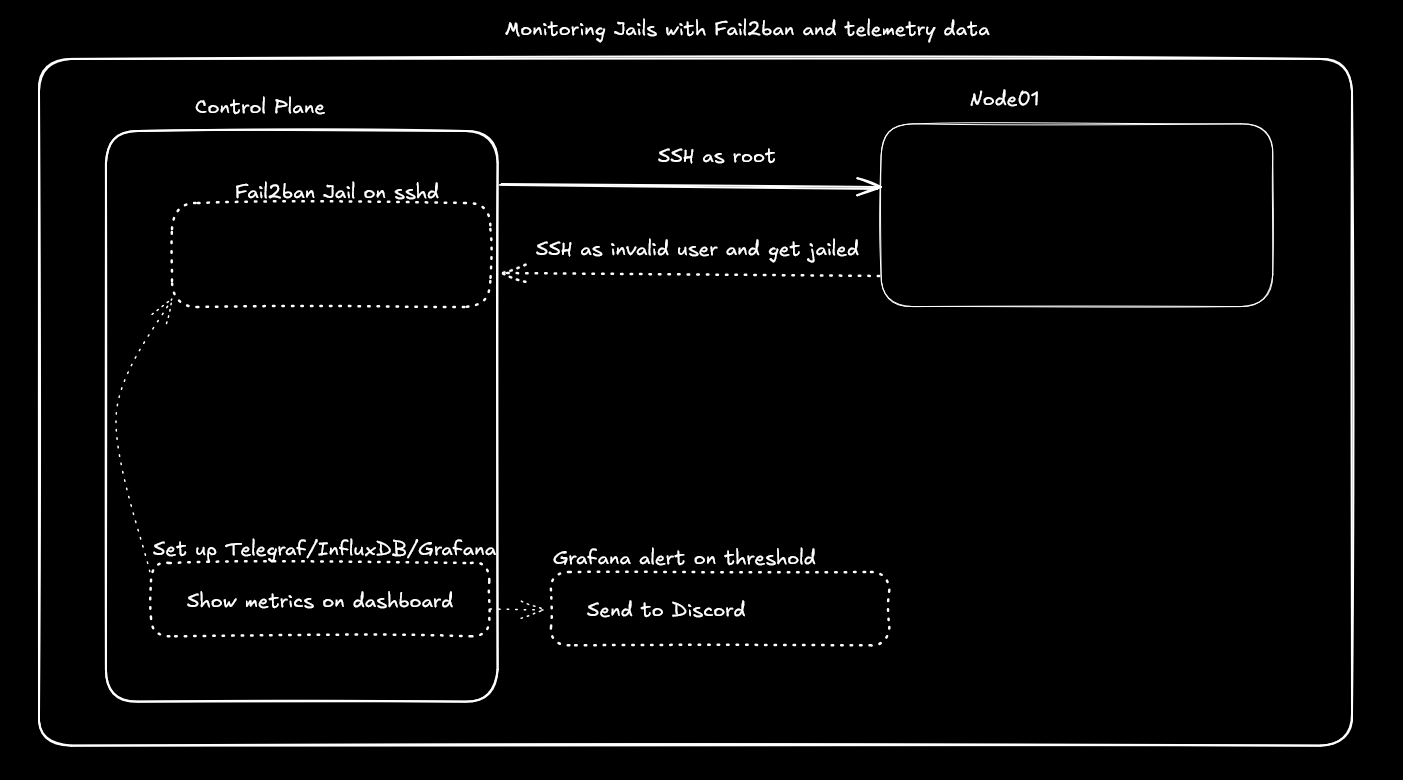 Monitoring Jails with Fail2ban and telemetry data
Control Plane
Node01
SSH as root
Fail2ban Jail on sshd
SSH as invalid user and get jailed
Set up Telegraf/InfluxDB/Grafana
Grafana alert on threshold
Show metrics on dashboard
Send to Discord